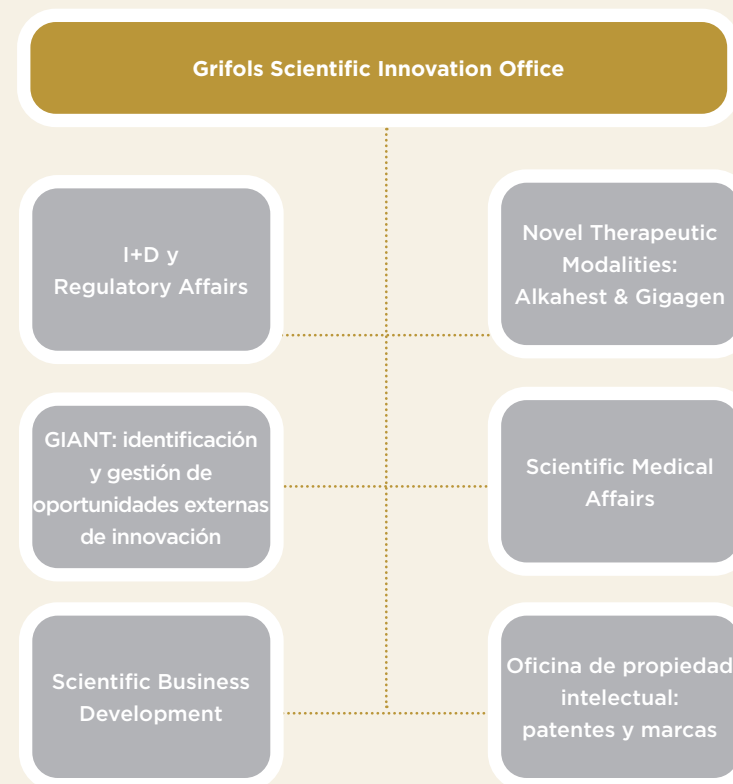 Grifols Scientific Innovation Office
I+D y
Regulatory Affairs
Novel Therapeutic
Modalities:
Alkahest & Gigagen
GIANT: identificación
y gestión de
oportunidades externas
de innovación
Scientific Medical
Affairs
Scientific Business
Development
Oficina de propiedad
intelectual:
patentes y marcas